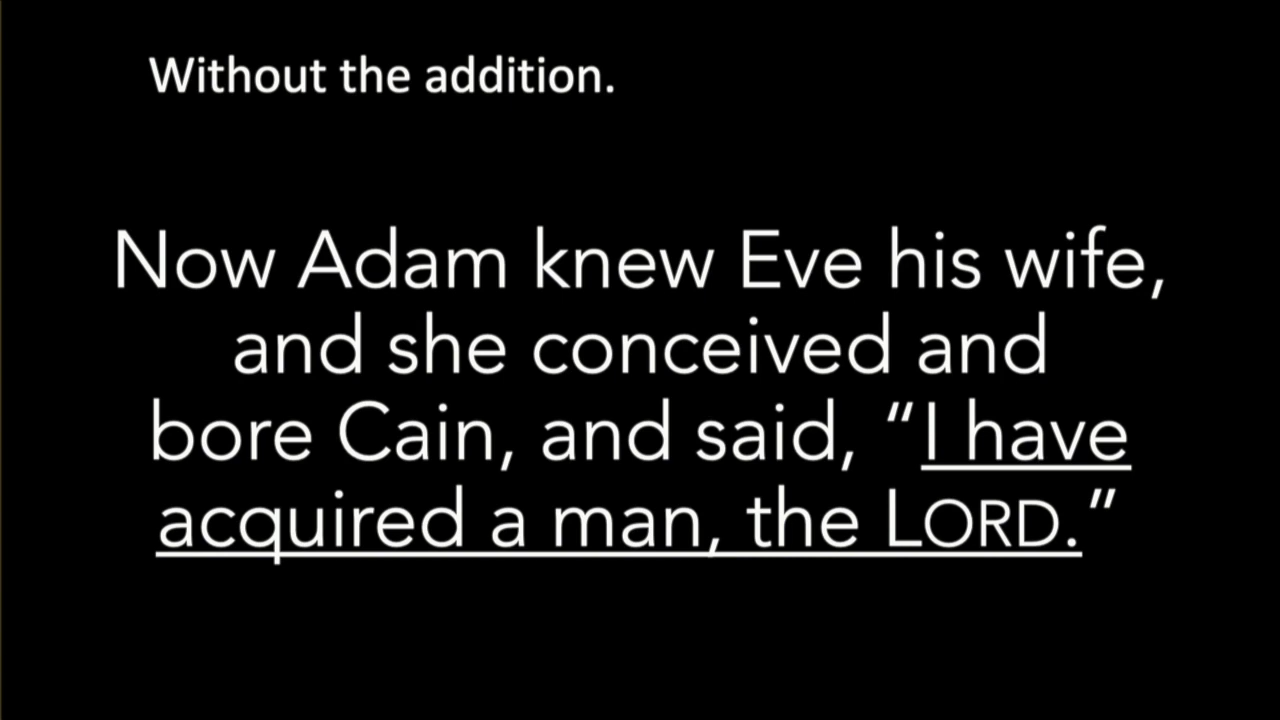 Without the addition.
Now Adam knew Eve his wife,
and she conceived and
bore Cain, and said, “I have
acquired a man, the LORD.”